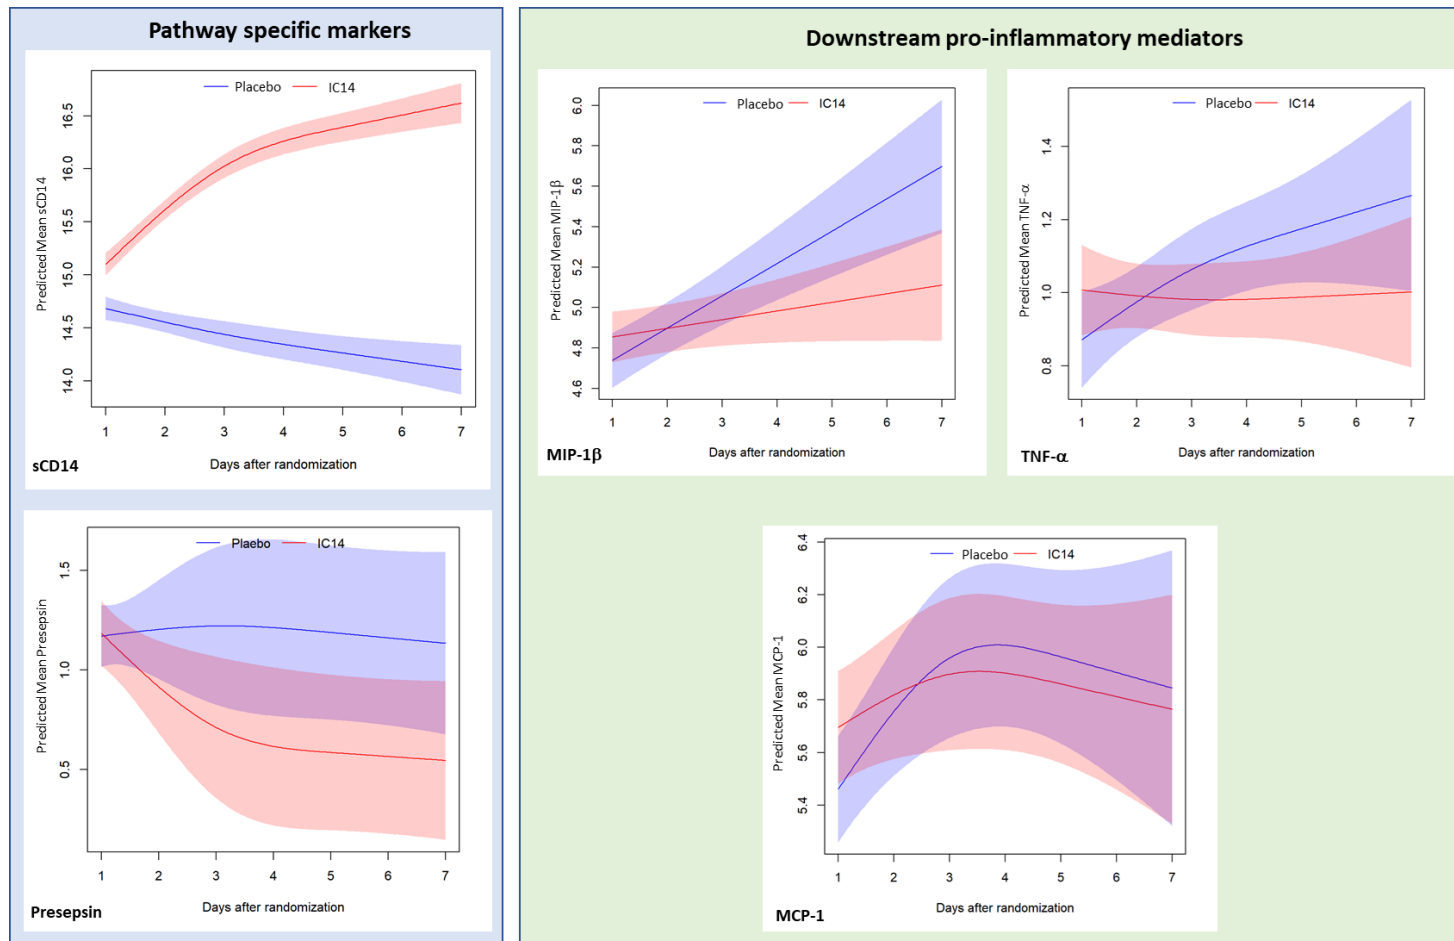 Pathway specific markers
Placebo IC14
Predicted Mean sCD14
16.5
16.0
15.5
15.0
14.5
14.0
1 2 3 4 5 6 7
Days after randomization
sCD14
Plaebo IC14
Predicted Mean Presepsin
1.5
1.0
0.5
1 2 3 4 5 6 7
Days after randomization
Presepsin
Downstream pro-inflammatory mediators
Placebo IC14
Predicted Mean MIP-1β
6.0
5.8
5.6
5.4
5.2
5.0
4.8
4.6
1 2 3 4 5 6 7
Days after randomization
MIP-1β
Placebo IC14
Predicted Mean TNF-α
1.4
1.2
1.0
0.8
1 2 3 4 5 6 7
Days after randomization
TNF-α
Placebo IC14
Predicted Mean MCP-1
6.4
6.2
6.0
5.8
5.6
5.4
1 2 3 4 5 6 7
Days after randomization
MCP-1